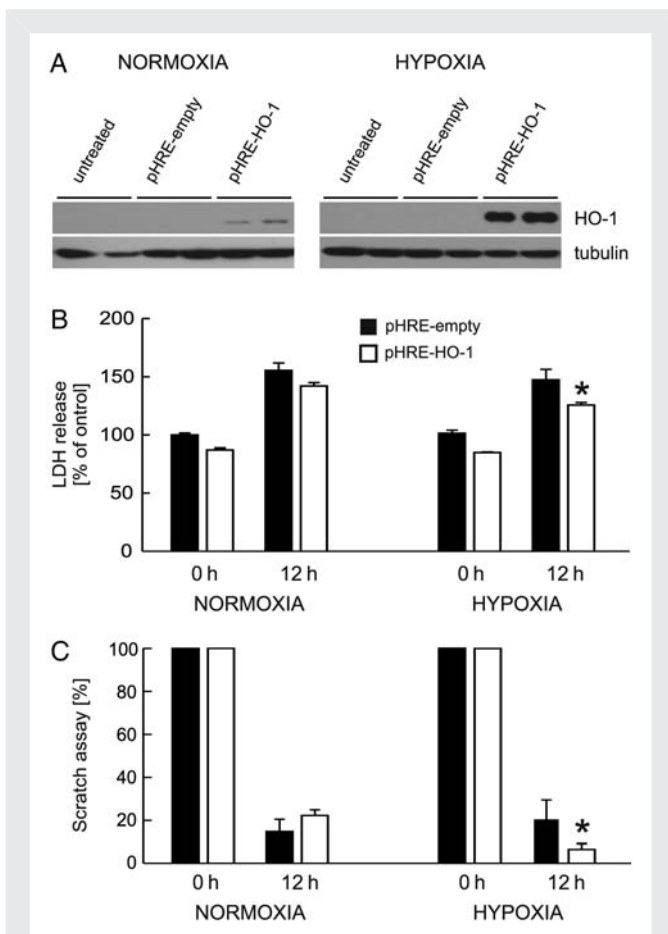 A
NORMOXIA HYPOXIA
untreated pHRE-empty pHRE-HO-1 untreated pHRE-empty pHRE-HO-1
HO-1
tubulin
B
200
150
100
50
0
LDH release
[% of ontrol]
pHRE-empty
pHRE-HO-1
*
0 h 12 h 0 h 12 h
NORMOXIA HYPOXIA
C
100
80
60
40
20
0
Scratch assay [%]
*
0 h 12 h 0 h 12 h
NORMOXIA HYPOXIA